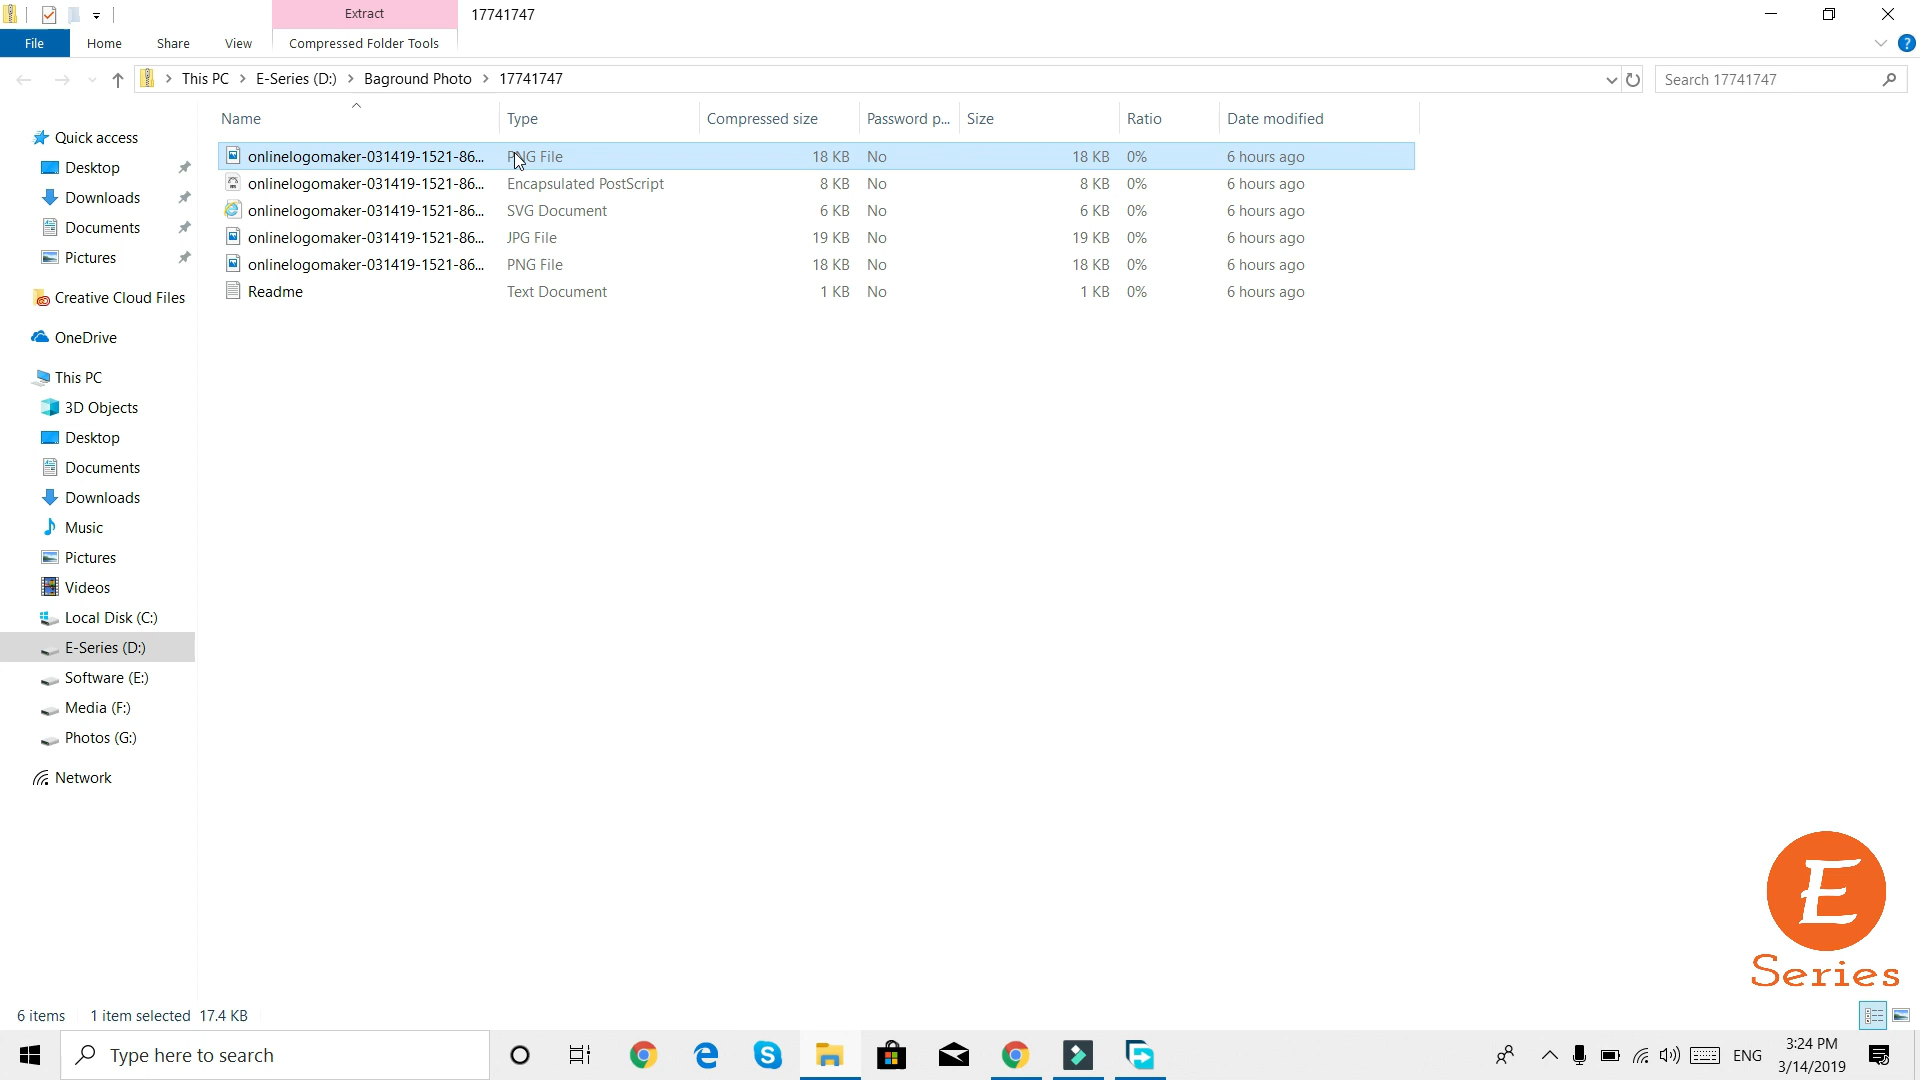 Extract
17741747
File
Home
Share
View
Compressed Folder Tools
This PC
E-Series (D:)
Baground Photo
17741747
Search 17741747
Name
Type
Compressed size
Password p...
Size
Ratio
Date modified
onlinelogomaker-031419-1521-86... PNG File 18 KB No 18 KB 0% 6 hours ago
onlinelogomaker-031419-1521-86... Encapsulated PostScript 8 KB No 8 KB 0% 6 hours ago
onlinelogomaker-031419-1521-86... SVG Document 6 KB No 6 KB 0% 6 hours ago
onlinelogomaker-031419-1521-86... JPG File 19 KB No 19 KB 0% 6 hours ago
onlinelogomaker-031419-1521-86... PNG File 18 KB No 18 KB 0% 6 hours ago
Readme Text Document 1 KB No 1 KB 0% 6 hours ago
Quick access
Desktop
Downloads
Documents
Pictures
Creative Cloud Files
OneDrive
This PC
3D Objects
Desktop
Documents
Downloads
Music
Pictures
Videos
Local Disk (C:)
E-Series (D:)
Software (E:)
Media (F:)
Photos (G:)
Network
E
Series
6 items
1 item selected 17.4 KB
Type here to search
ENG
3:24 PM
3/14/2019